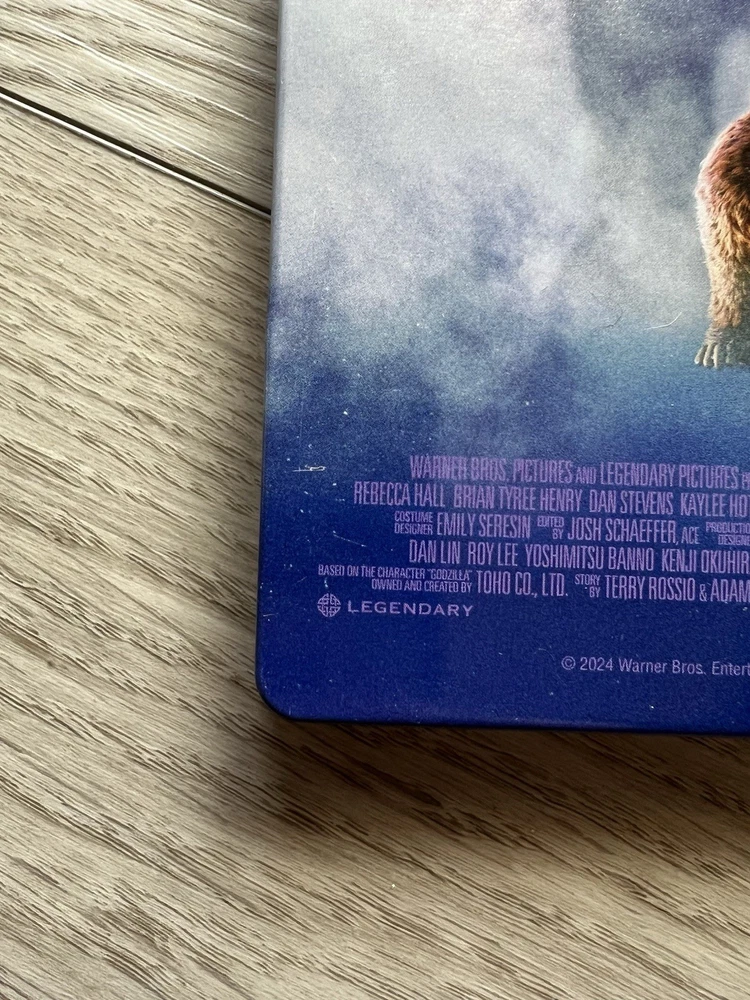 WARNER BROS. PICTURES AND LEGENDARY PICTURES
REBECCA HALL BRIAN TYREE HENRY DAN STEVENS KAYLEE
COSTUME DESIGNER EMILY SERESIN EDITED BY JOSH SCHAEFFER, ACE
DAN LIN ROY LEE YOSHIMITSU BANNO KENJI
BASED ON THE CHARACTER "GODZILLA" OWNED AND CREATED BY TOHO CO., LTD. STORY BY TERRY ROSSIO & ADAM
LEGENDARY
© 2024 Warner Bros.